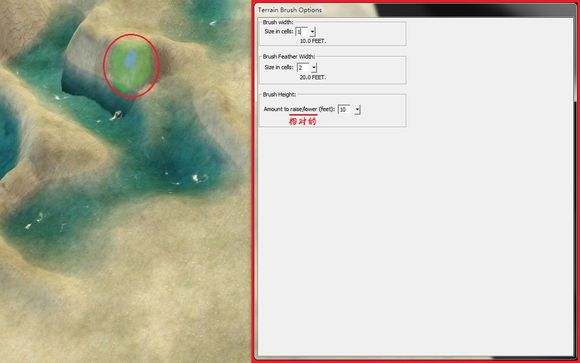 Terrain Brush Options
Brush width:
Size in cells: 1
10.0 FEET.
Brush Feather Width:
Size in cells: 2
20.0 FEET.
Brush Height:
Amount to raise/lower (feet): 10
相对的